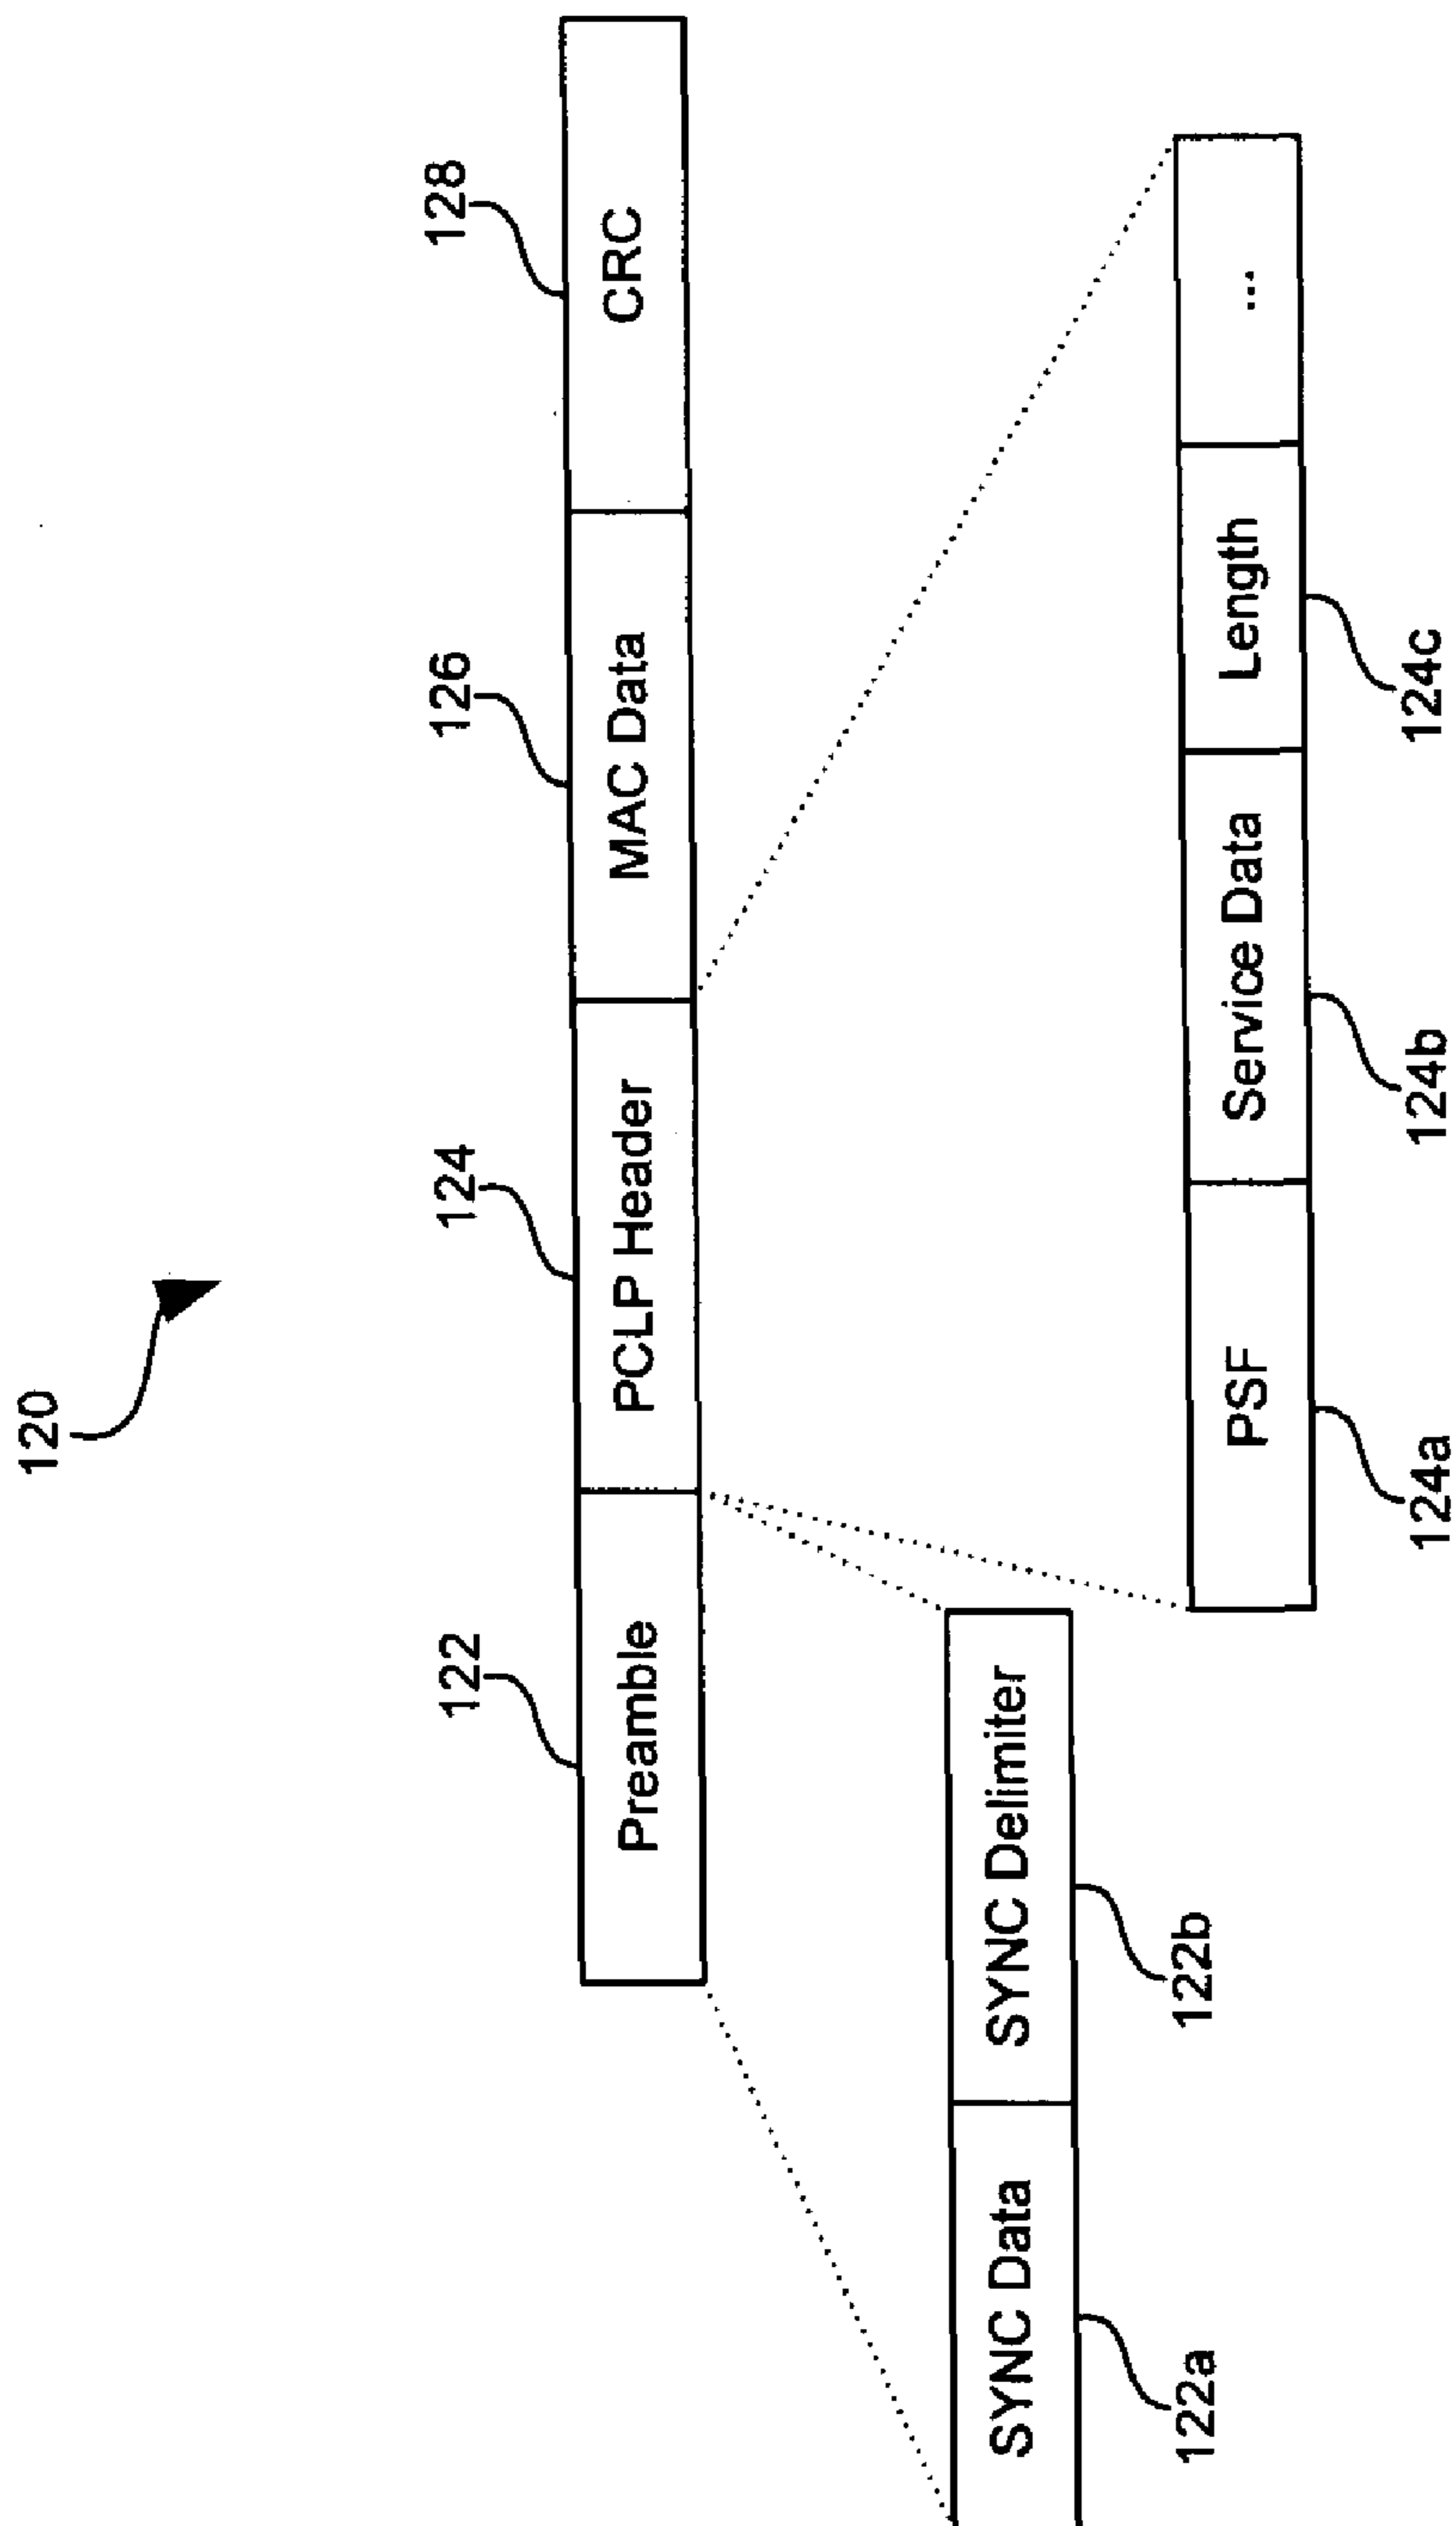 120
122
124
126
128
Preamble
PCLP Header
MAC Data
CRC
SYNC Data
SYNC Delimiter
122a
122b
PSF
Service Data
Length
...
124a
124b
124c